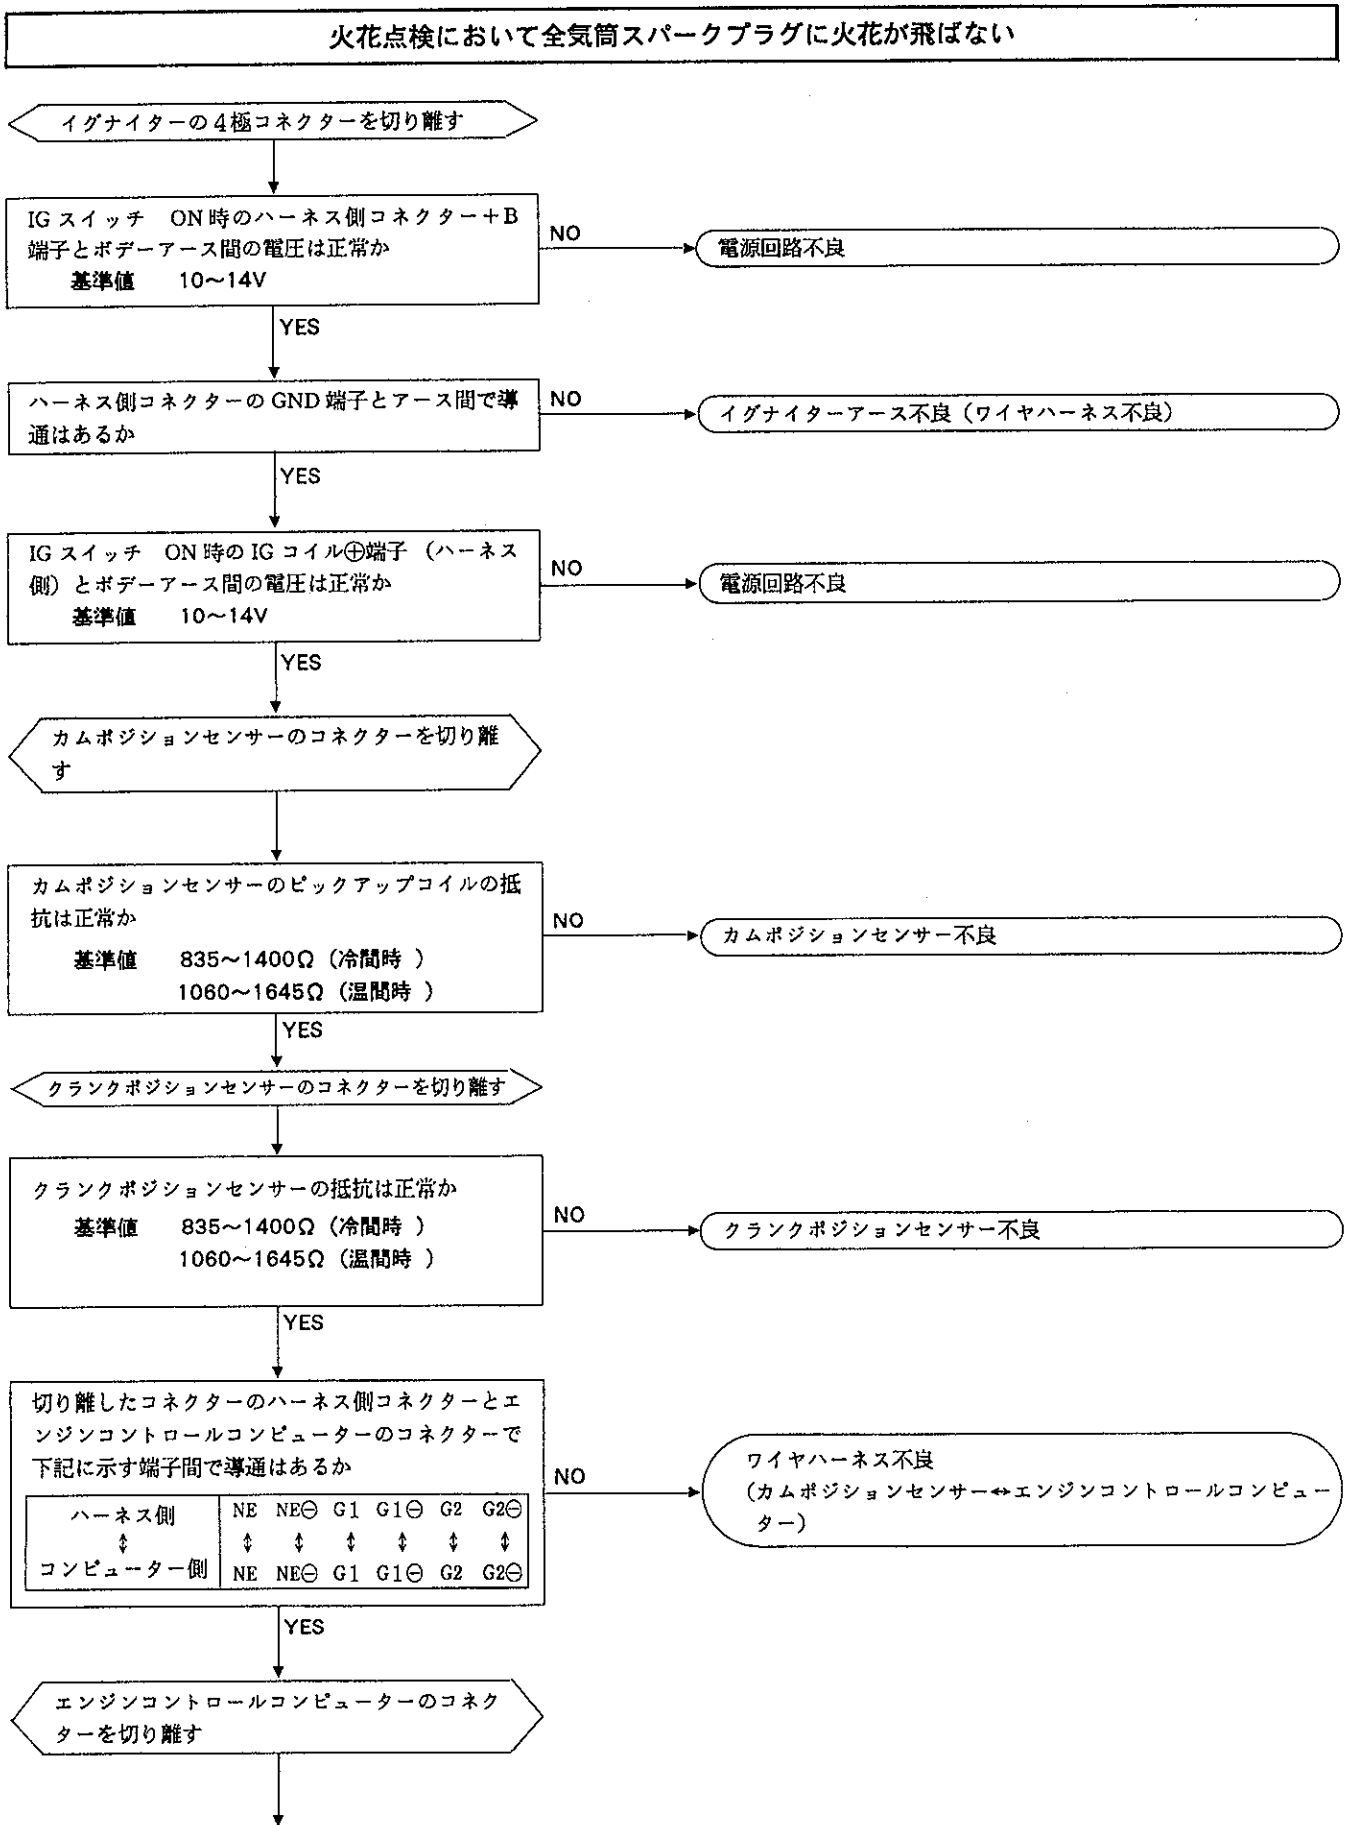 火花点検において全気筒スパークプラグに火花が飛ばない
イグナイターの4極コネクターを切り離す
IG スイッチ ON 時のハーネス側コネクター+B
端子とボデーアース間の電圧は正常か
基準値 10~14V
NO
電源回路不良
YES
ハーネス側コネクターの GND 端子とアース間で導
通はあるか
NO
イグナイターアース不良(ワイヤハーネス不良)
YES
IG スイッチ ON 時の IG コイル⊕端子 (ハーネス
側)とボデーアース間の電圧は正常か
基準値 10~14V
NO
電源回路不良
YES
カムポジションセンサーのコネクターを切り離
す
カムポジションセンサーのピックアップコイルの抵
抗は正常か
基準値 835~1400Ω (冷間時 )
1060~1645Ω (温間時 )
NO
カムポジションセンサー不良
YES
クランクポジションセンサーのコネクターを切り離す
クランクポジションセンサーの抵抗は正常か
基準値 835~1400Ω (冷間時 )
1060~1645Ω (温間時 )
NO
クランクポジションセンサー不良
YES
切り離したコネクターのハーネス側コネクターとエ
ンジンコントロールコンピューターのコネクターで
下記に示す端子間で導通はあるか
ハーネス側 NE NE⊖ G1 G1⊖ G2 G2⊖
↕ ↕ ↕ ↕ ↕ ↕ ↕
コンピューター側 NE NE⊖ G1 G1⊖ G2 G2⊖
NO
ワイヤハーネス不良
(カムポジションセンサー↔エンジンコントロールコンピュー
ター)
YES
エンジンコントロールコンピューターのコネク
ターを切り離す